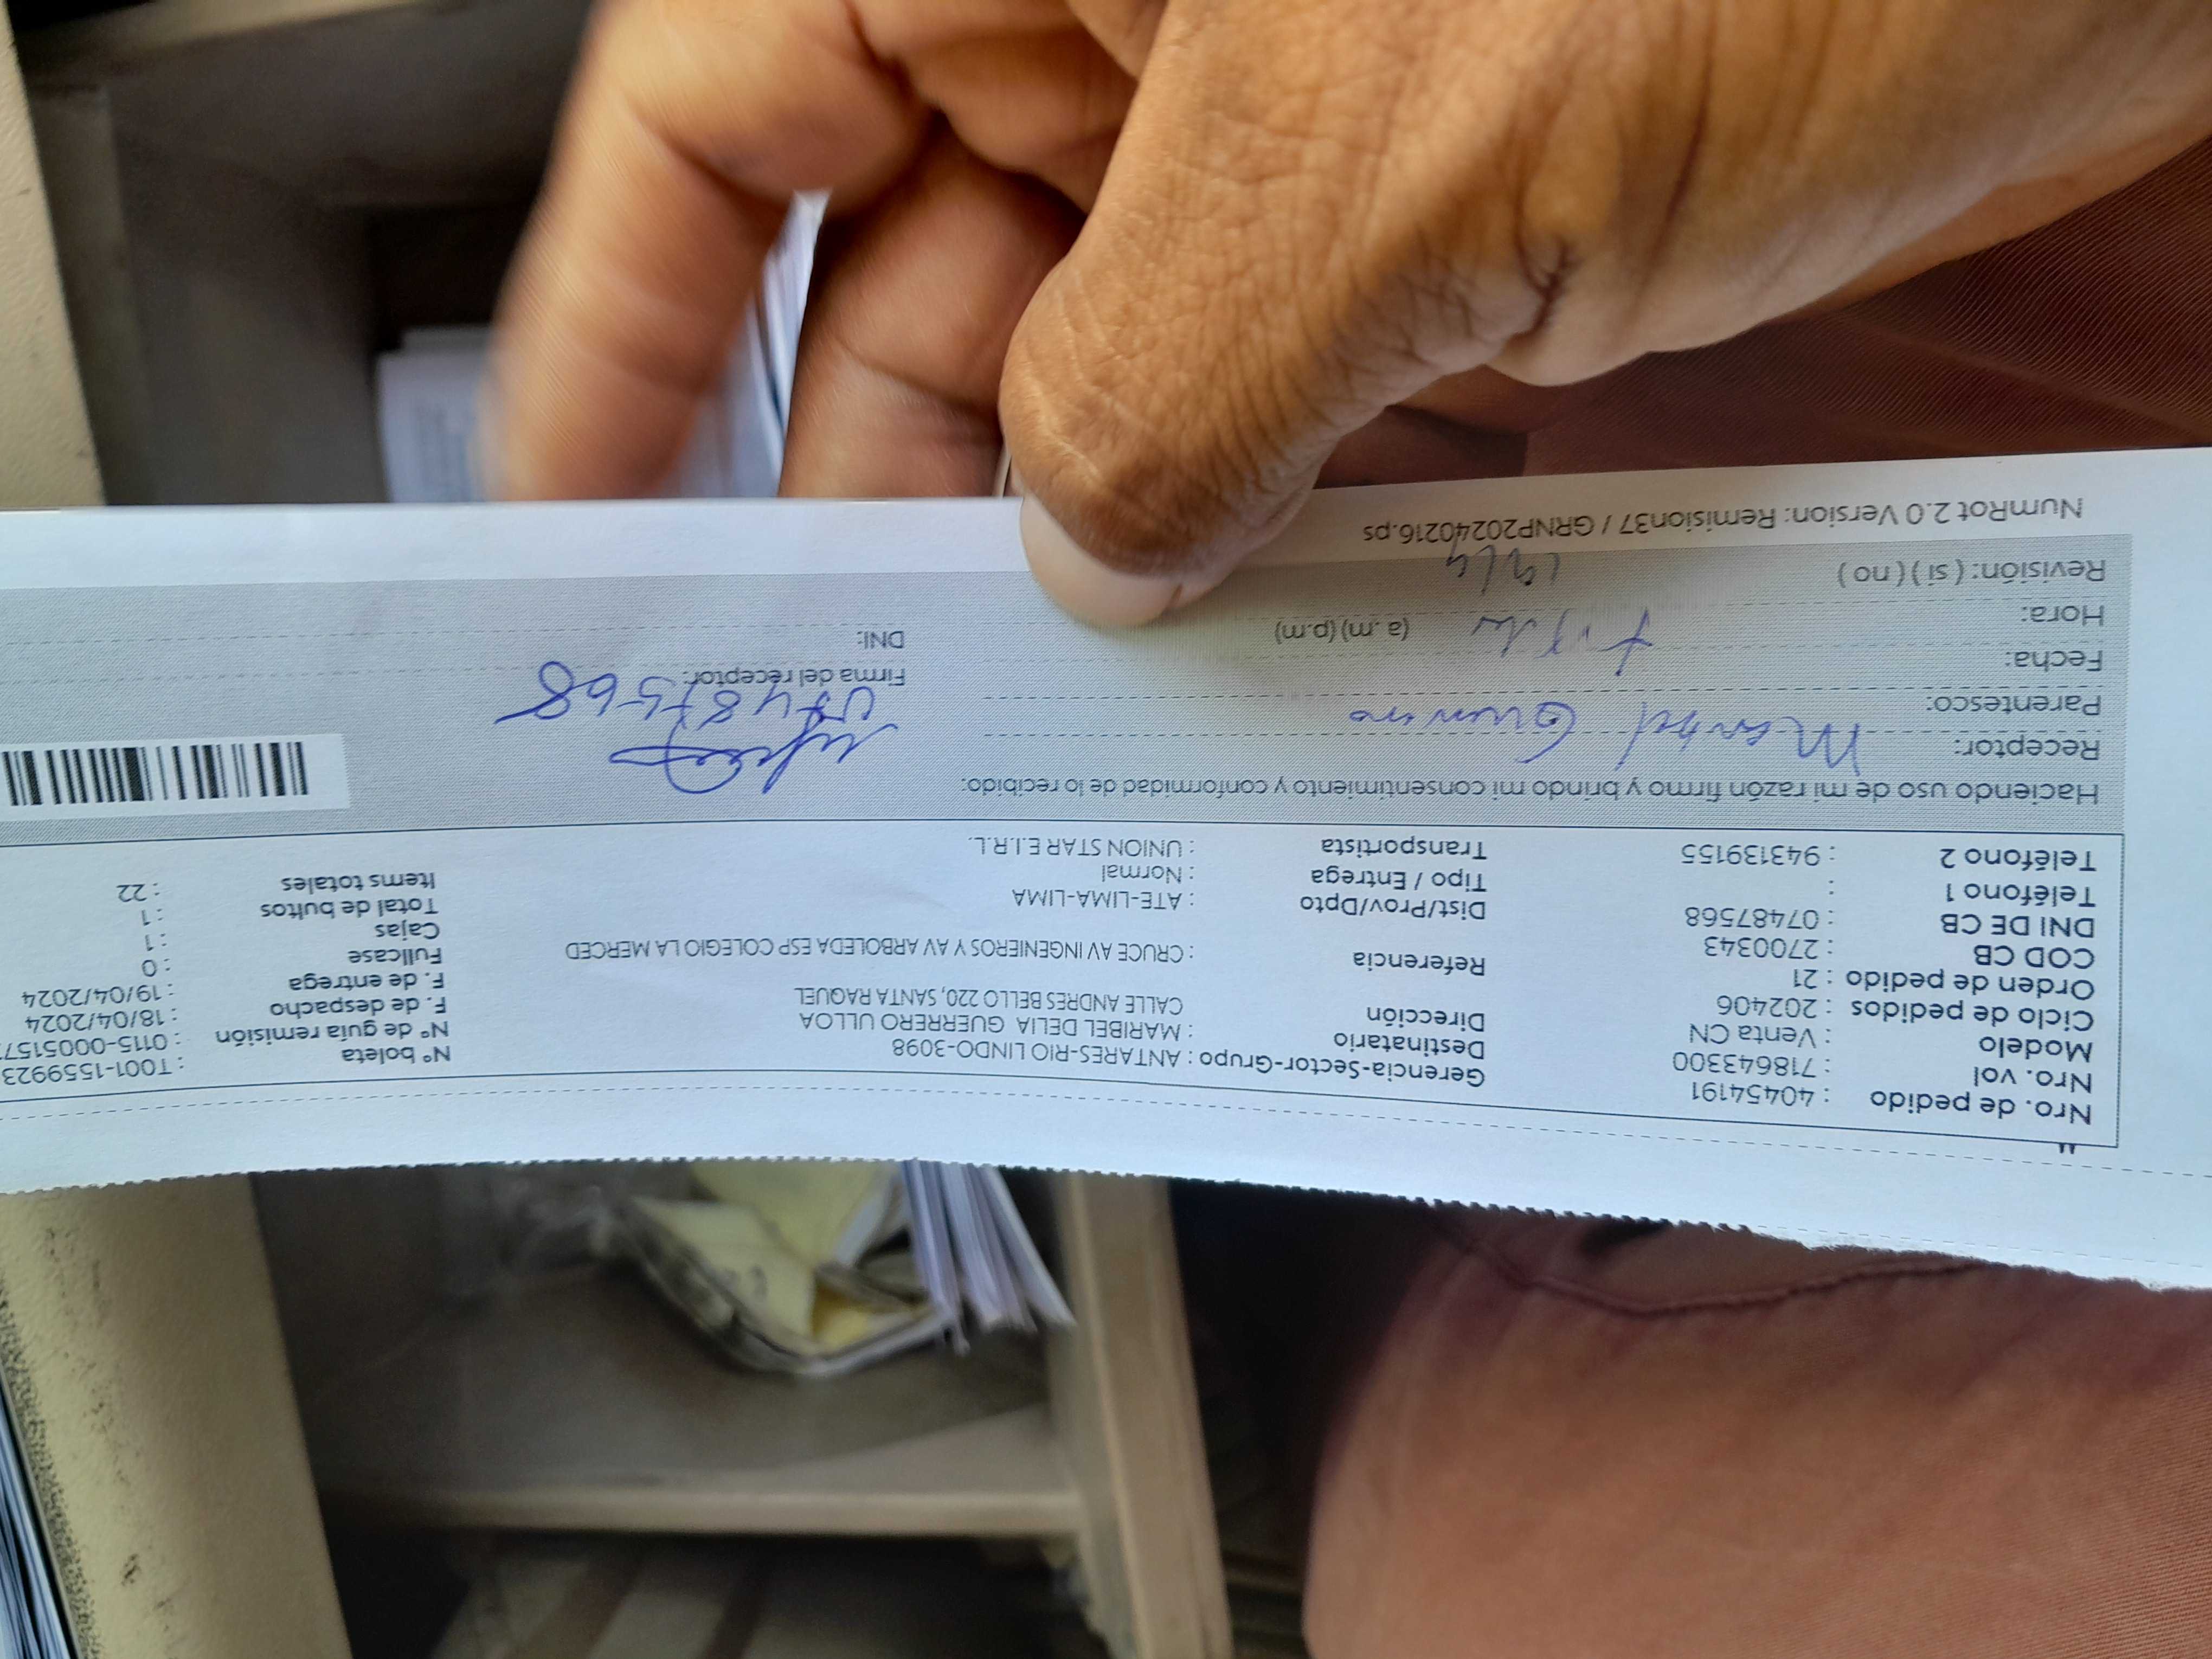 Nro. de pedido : 40454191
Nro. vol : 718643300
Modelo : Venta CN
Ciclo de pedidos : 202406
Orden de pedido : 21
COD CB : 2700343
DNI DE CB : 07487568
Teléfono 1 :
Teléfono 2 : 943139155
Gerencia-Sector-Grupo : ANTARES-RIO LINDO-3098
Destinatario : MARIBEL DELIA GUERRERO ULLOA
Dirección CALLE ANDRES BELLO 220, SANTA RAQUEL
Referencia : CRUCE AV INGENIEROS Y AV ARBOLEDA ESP COLEGIO LA MERCED
Dist/Prov/Dpto : ATE-LIMA-LIMA
Tipo / Entrega : Normal
Transportista : UNION STAR E.I.R.L.
N° boleta : T001-1559923
N° de guía remisión : 0115-0005157
F. de despacho : 18/04/2024
F. de entrega : 19/04/2024
Fullcase : 0
Cajas : 1
Total de bultos : 1
Items totales : 22
Haciendo uso de mi razón firmo y brindo mi consentimiento y conformidad de lo recibido:
Receptor:
Parentesco:
Fecha:
Hora: (a.m) (p.m)
Revisión: ( sí ) ( no )
07487568
Firma del receptor:
DNI:
NumRot 2.0 Version: Remision37 / GRNP20240216.ps